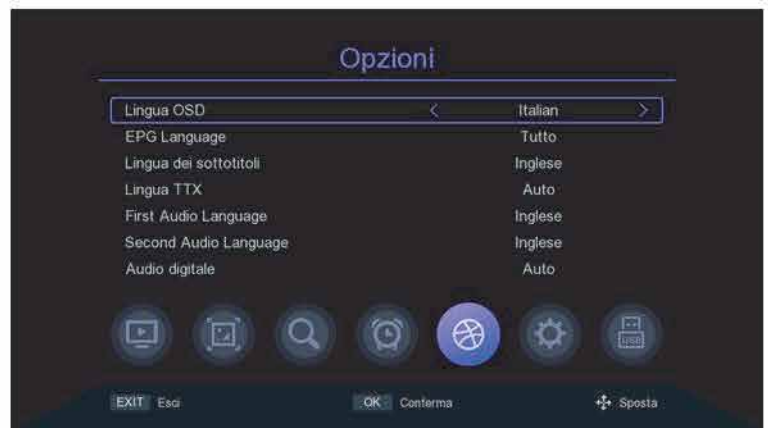 Opzioni
Lingua OSD < Italian >
EPG Language Tutto
Lingua dei sottotitoli Inglese
Lingua TTX Auto
First Audio Language Inglese
Second Audio Language Inglese
Audio digitale Auto
USB
EXIT Esci OK Conferma Sposta